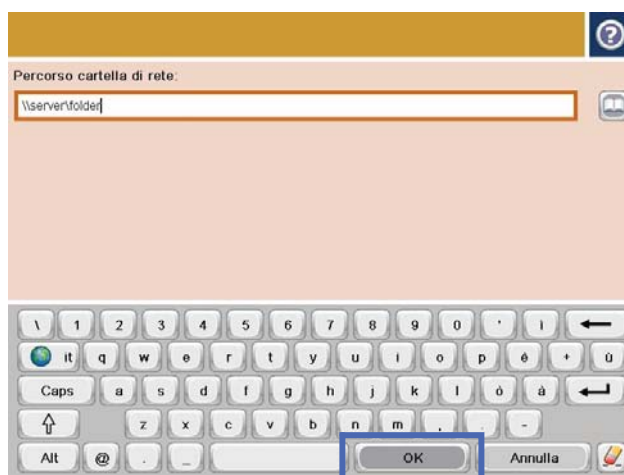 ?
Percorso cartella di rete:
\\server\folder
\ 1 2 3 4 5 6 7 8 9 0 ' ì
it q w e r t y u i o p è + ù
Caps a s d f g h j k l ò à
z x c v b n m , . -
Alt @ . _ OK Annulla